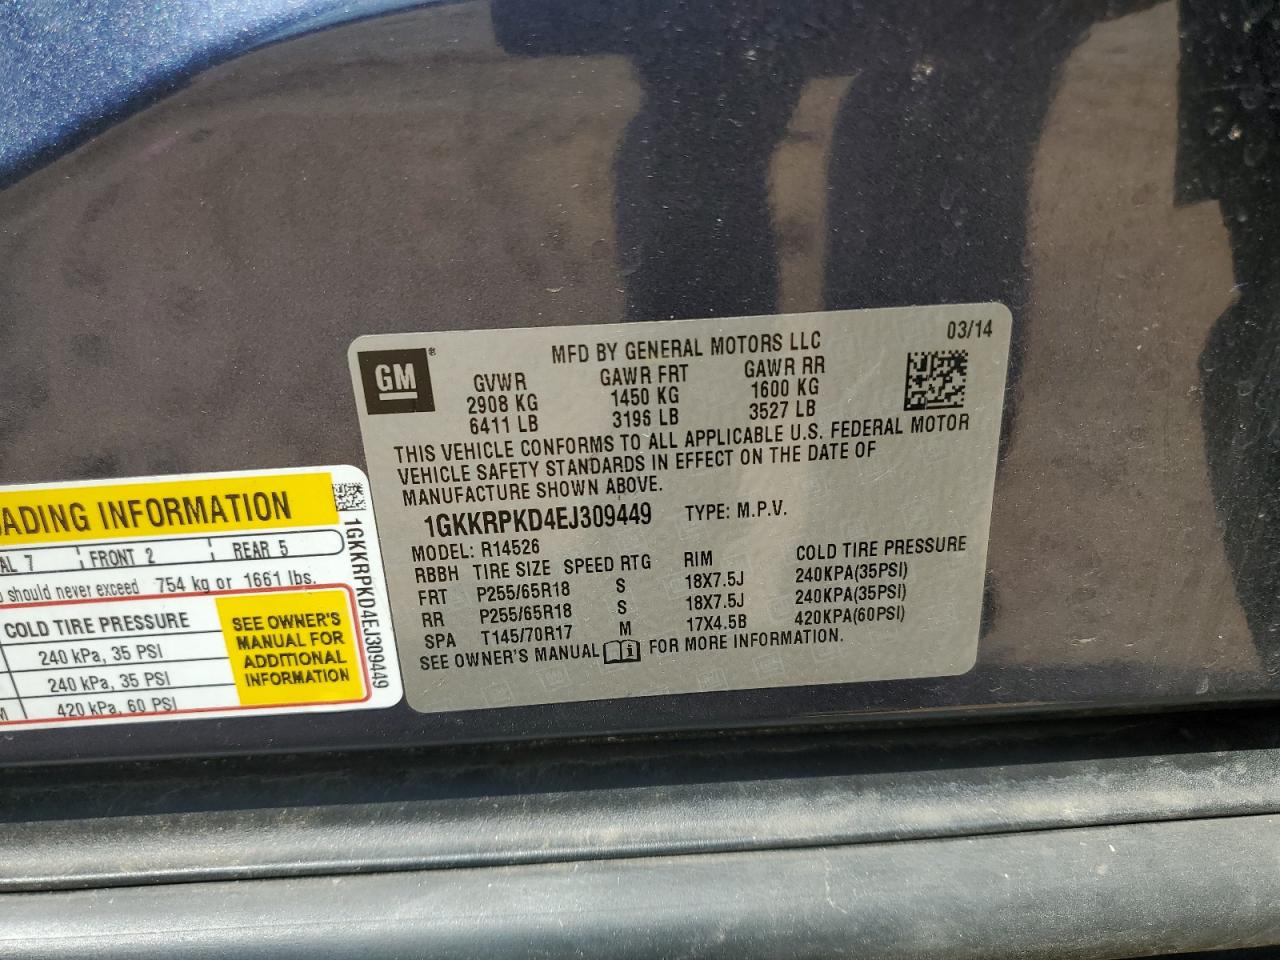 GM
®
MFD BY GENERAL MOTORS LLC
03/14
GVWR GAWR FRT GAWR RR
2908 KG 1450 KG 1600 KG
6411 LB 3196 LB 3527 LB
THIS VEHICLE CONFORMS TO ALL APPLICABLE U.S. FEDERAL MOTOR
VEHICLE SAFETY STANDARDS IN EFFECT ON THE DATE OF
MANUFACTURE SHOWN ABOVE.
1GKKRPKD4EJ309449 TYPE: M.P.V.
MODEL: R14526
RBBH TIRE SIZE SPEED RTG RIM COLD TIRE PRESSURE
FRT P255/65R18 S 18X7.5J 240KPA(35PSI)
RR P255/65R18 S 18X7.5J 240KPA(35PSI)
SPA T145/70R17 M 17X4.5B 420KPA(60PSI)
SEE OWNER'S MANUAL i FOR MORE INFORMATION.
ADING INFORMATION
AL 7 FRONT 2 REAR 5
should never exceed 754 kg or 1661 lbs.
COLD TIRE PRESSURE
240 kPa, 35 PSI
240 kPa, 35 PSI
M 420 kPa, 60 PSI
SEE OWNER'S
MANUAL FOR
ADDITIONAL
INFORMATION
1GKKRPKD4EJ309449